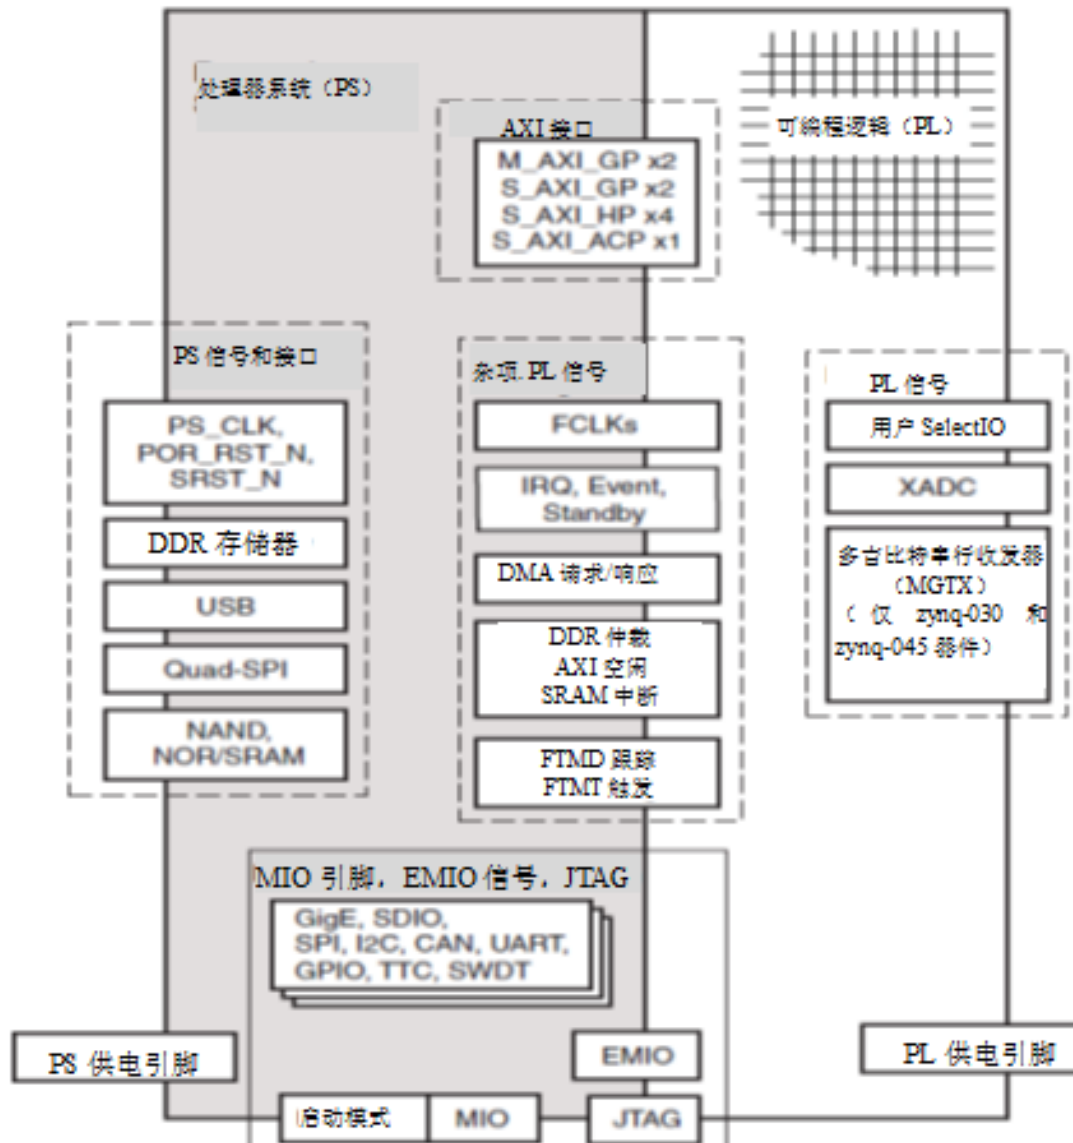 处理器系统（PS）
AXI 接口
M_AXI_GP x2
S_AXI_GP x2
S_AXI_HP x4
S_AXI_ACP x1
可编程逻辑（PL）
PS 信号和接口
PS_CLK,
POR_RST_N,
SRST_N
DDR 存储器
USB
Quad-SPI
NAND,
NOR/SRAM
杂项 PL 信号
FCLKs
IRQ, Event,
Standby
DMA 请求/响应
DDR 仲裁
AXI 空闲
SRAM 中断
FTMD 跟踪
FTMT 触发
PL 信号
用户 SelectIO
XADC
多吉比特串行收发器
（MGTX）
（仅 zynq-030 和
zynq-045 器件）
MIO 引脚，EMIO 信号，JTAG
GigE, SDIO,
SPI, I2C, CAN, UART,
GPIO, TTC, SWDT
PS 供电引脚
EMIO
PL 供电引脚
启动模式
MIO
JTAG